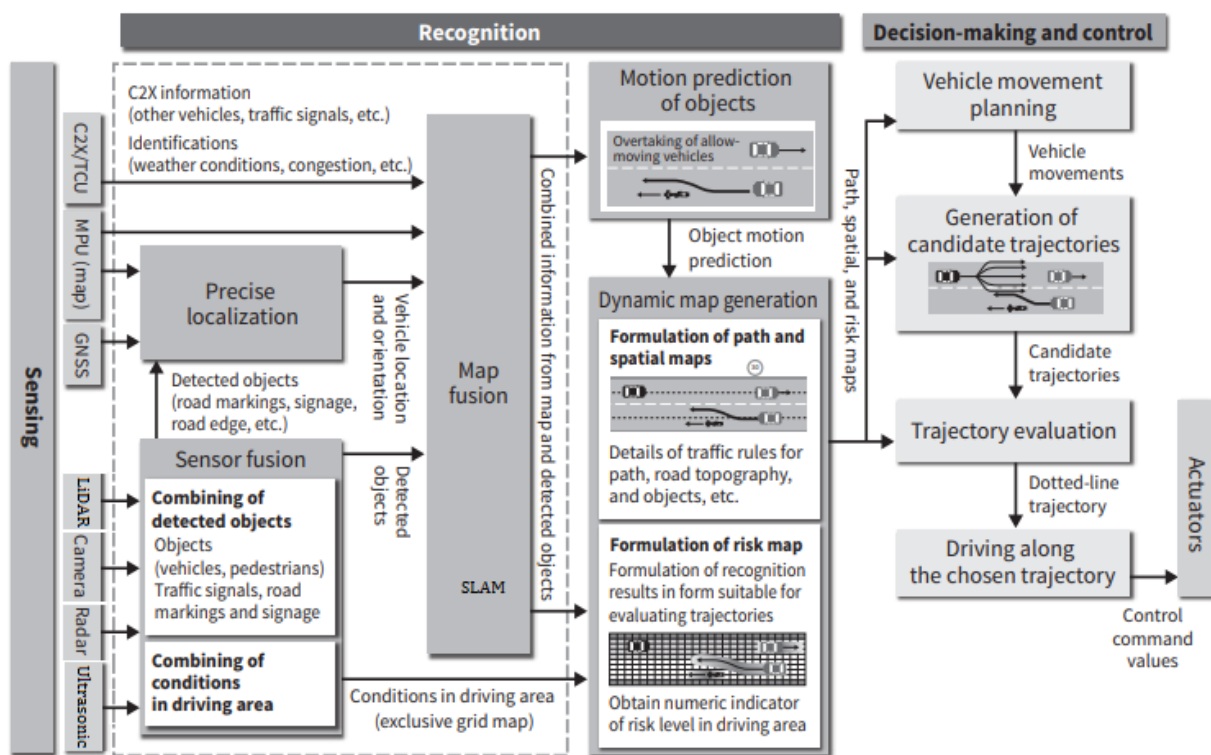 Recognition
Decision-making and control
Sensing
C2X/TCU
MPU (map)
GNSS
LiDAR
Camera
Radar
Ultrasonic
C2X information
(other vehicles, traffic signals, etc.)
Identifications
(weather conditions, congestion, etc.)
Precise
localization
Vehicle location
and orientation
Detected objects
(road markings, signage,
road edge, etc.)
Sensor fusion
Combining of
detected objects
Objects
(vehicles, pedestrians)
Traffic signals, road
markings and signage
Combining of
conditions
in driving area
Detected
objects
Map
fusion
SLAM
Conditions in driving area
(exclusive grid map)
Combined information from map and detected objects
Motion prediction
of objects
Overtaking of allow-
moving vehicles
Object motion
prediction
Dynamic map generation
Formulation of path and
spatial maps
Details of traffic rules for
path, road topography,
and objects, etc.
Formulation of risk map
Formulation of recognition
results in form suitable for
evaluating trajectories
Obtain numeric indicator
of risk level in driving area
Path, spatial, and risk maps
Vehicle movement
planning
Vehicle
movements
Generation of
candidate trajectories
Candidate
trajectories
Trajectory evaluation
Dotted-line
trajectory
Driving along
the chosen trajectory
Control
command
values
Actuators